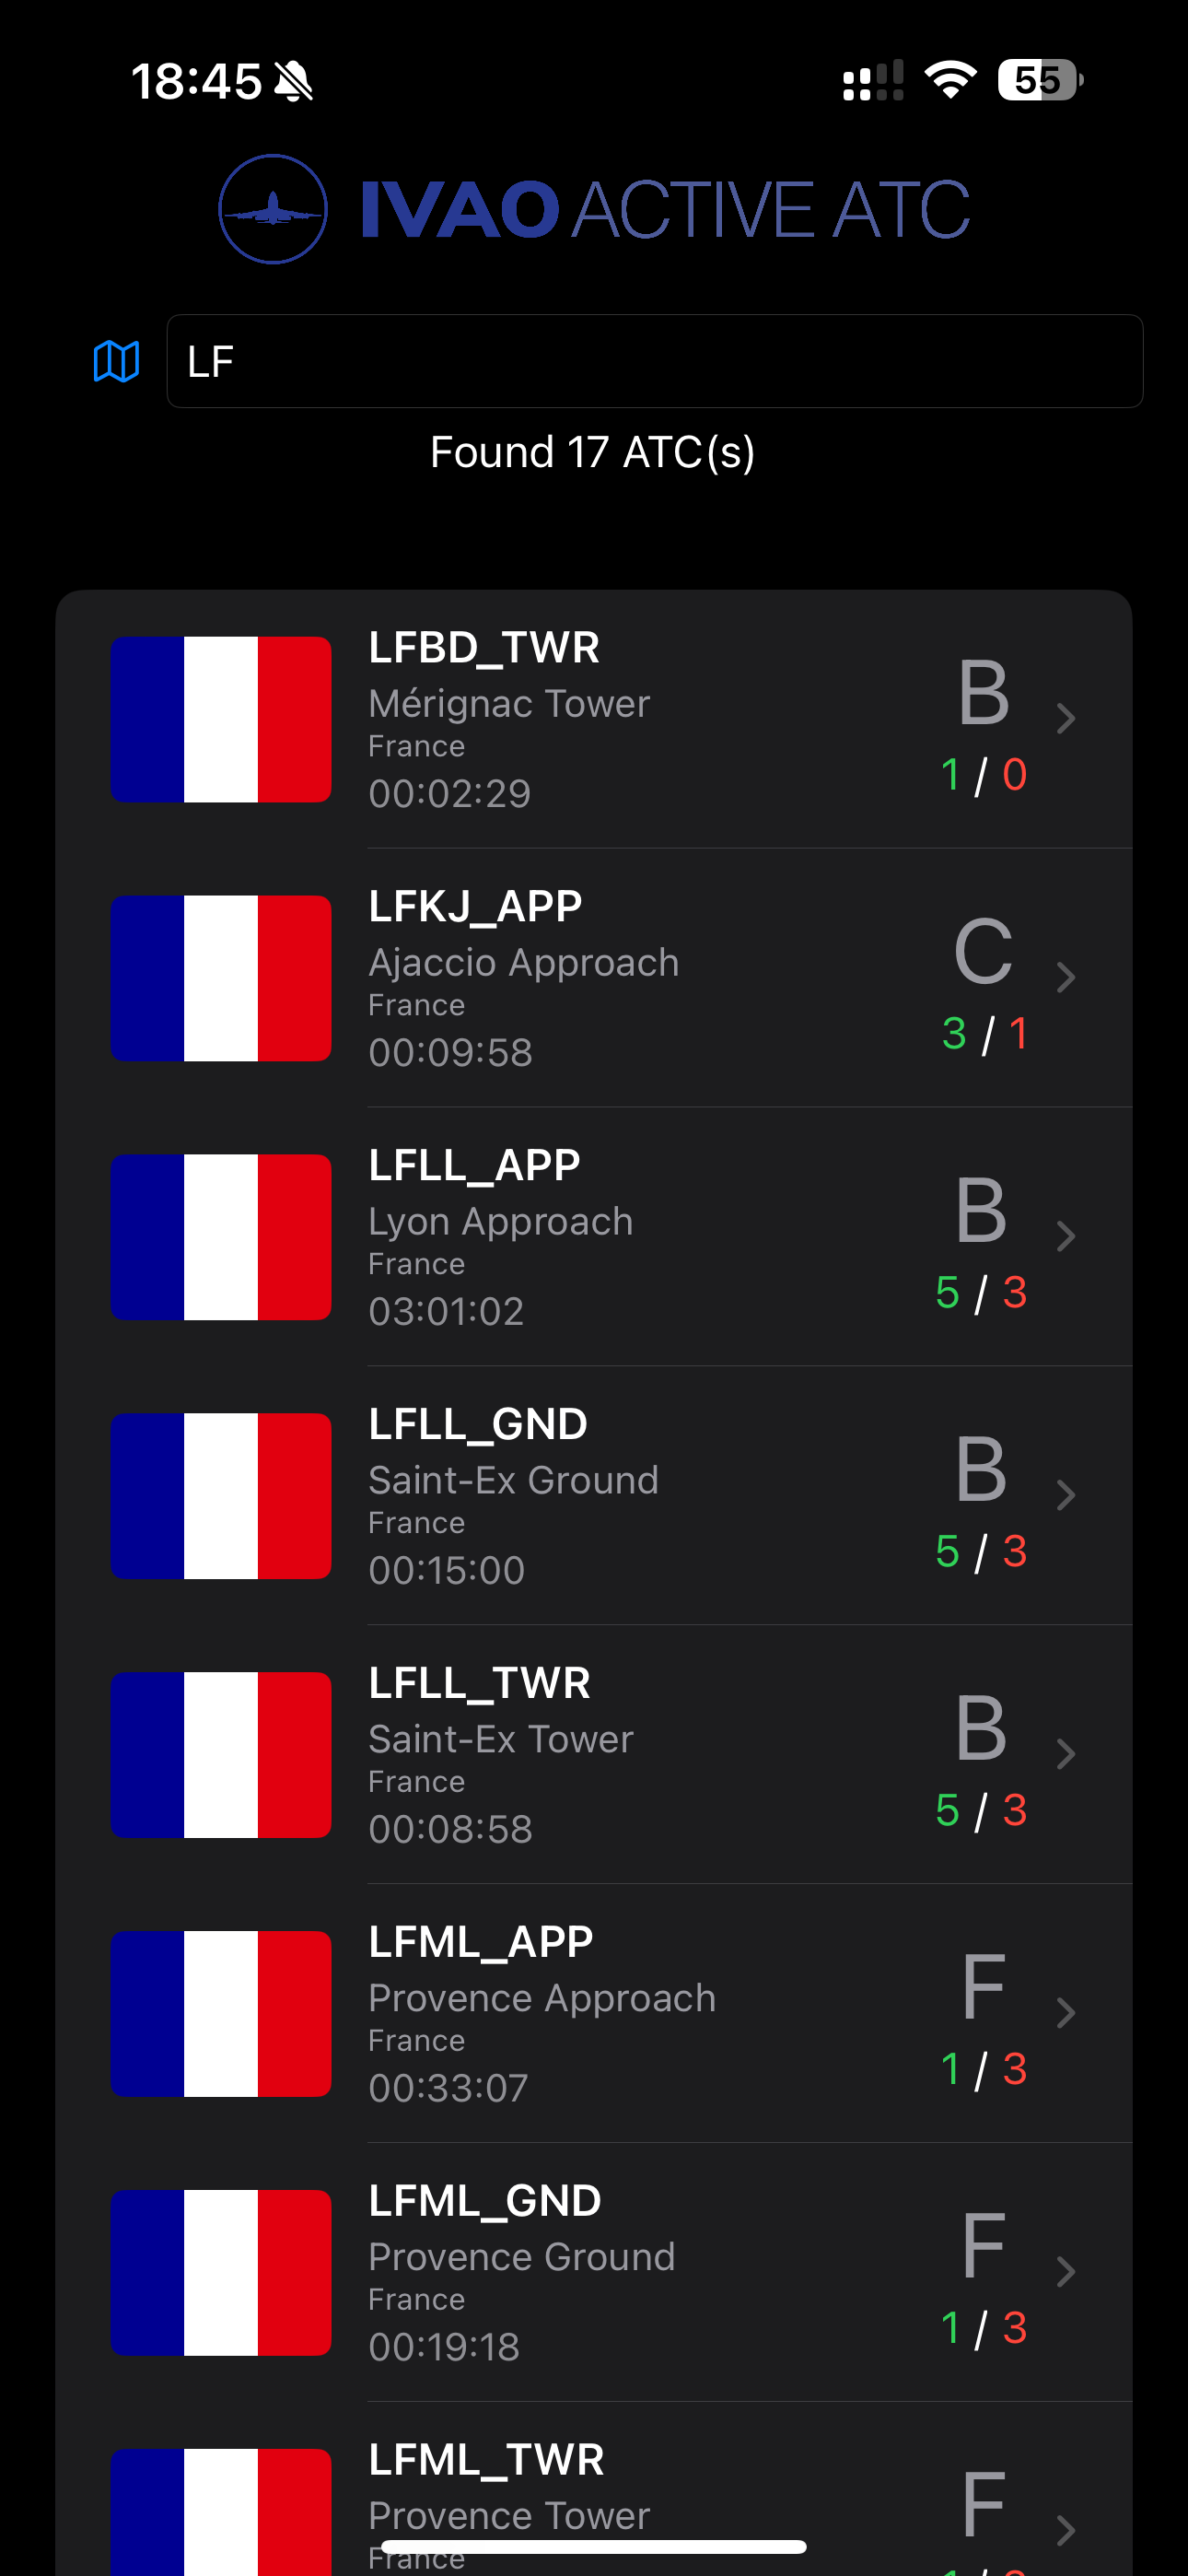 18:45
55
IVAO ACTIVE ATC
LF
Found 17 ATC(s)
LFBD_TWR
Mérignac Tower
France
00:02:29
B
1 / 0
LFKJ_APP
Ajaccio Approach
France
00:09:58
C
3 / 1
LFLL_APP
Lyon Approach
France
03:01:02
B
5 / 3
LFLL_GND
Saint-Ex Ground
France
00:15:00
B
5 / 3
LFLL_TWR
Saint-Ex Tower
France
00:08:58
B
5 / 3
LFML_APP
Provence Approach
France
00:33:07
F
1 / 3
LFML_GND
Provence Ground
France
00:19:18
F
1 / 3
LFML_TWR
Provence Tower
France
F